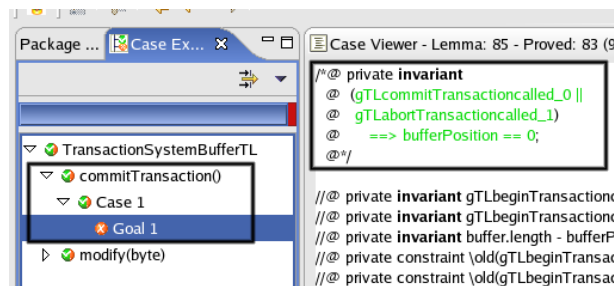 Package ... Case Ex...
TransactionSystemBufferTL
commitTransaction()
Case 1
Goal 1
modify(byte)
Case Viewer - Lemma: 85 - Proved: 83 (9
/*@ private invariant
@ (gTLcommitTransactioncalled_0 ||
@ gTLabortTransactioncalled_1)
@ ==> bufferPosition == 0;
@*/
//@ private invariant gTLbeginTransactionc
//@ private invariant gTLbeginTransactionc
//@ private invariant buffer.length - bufferP
//@ private constraint \old(gTLbeginTransac
//@ private constraint \old(gTLbeginTransac